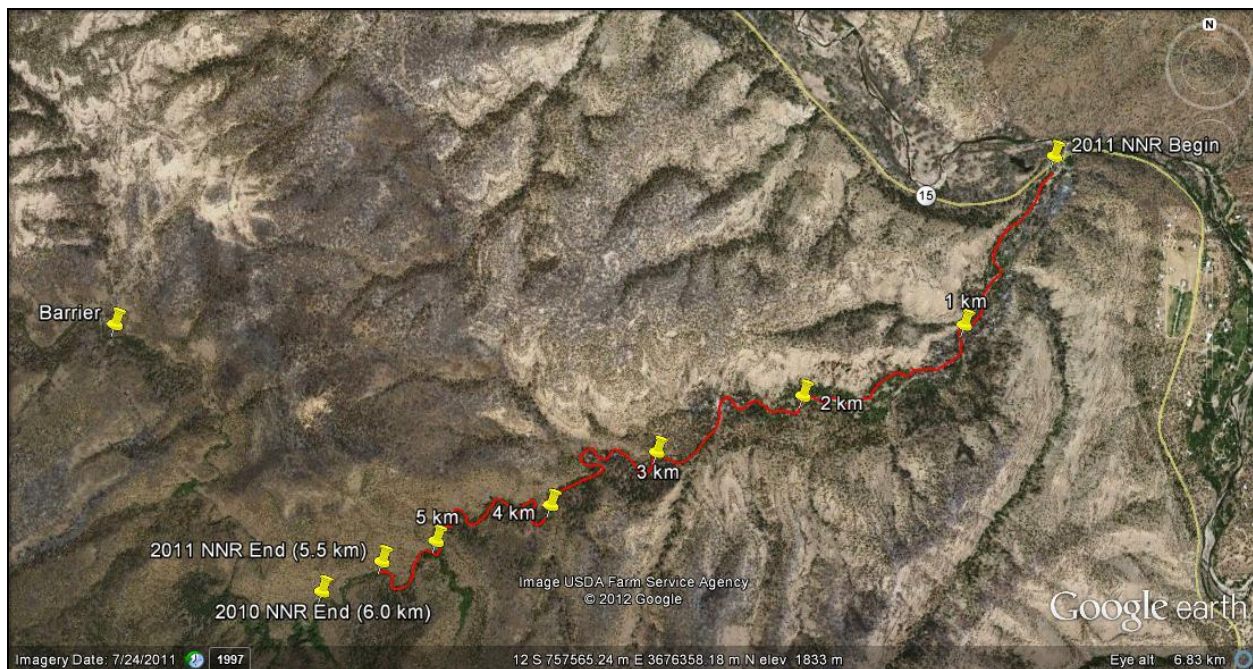 N
2011 NNR Begin
15
Barrier
1 km
2 km
3 km
4 km
5 km
2011 NNR End (5.5 km)
2010 NNR End (6.0 km)
Image USDA Farm Service Agency
© 2012 Google
Google earth
Imagery Date: 7/24/2011 1997 12 S 757565.24 m E 3676358.18 m N elev 1833 m Eye alt 6.83 km